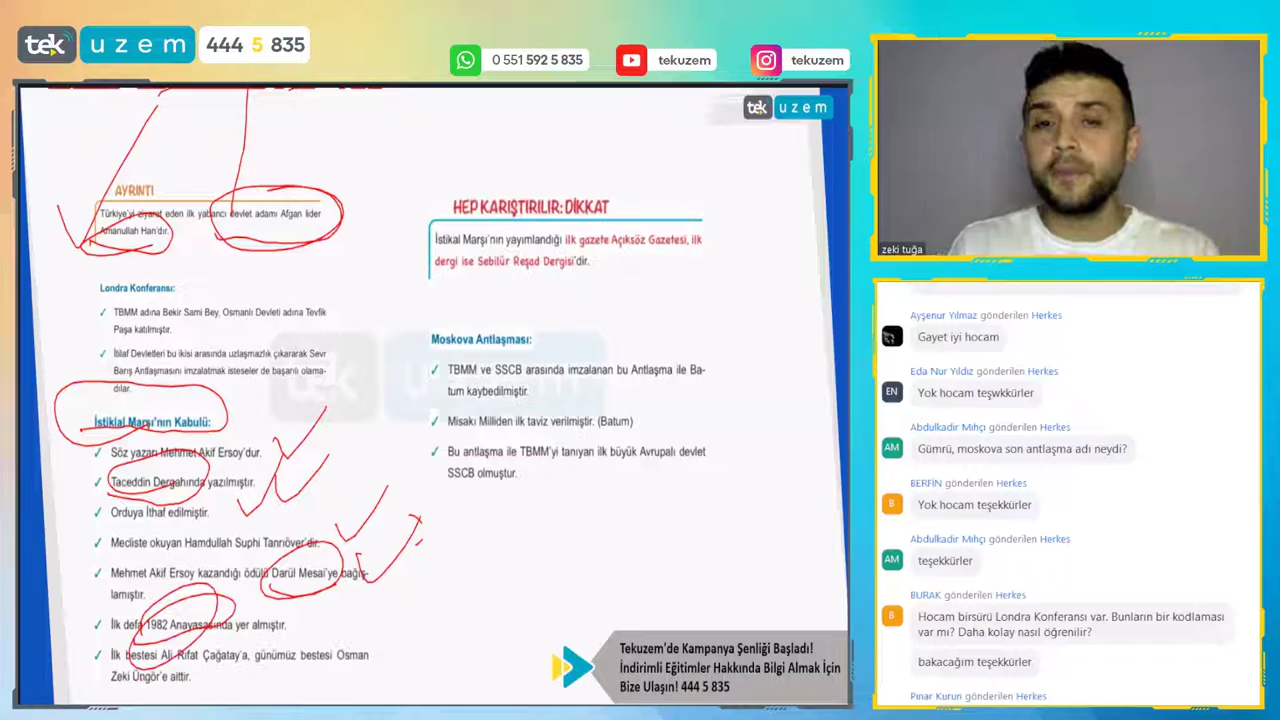 tek uzem 444 5 835
0 551 592 5 835
tekuzem
tekuzem
tek uzem
AYRINTI
Türkiye'yi ziyaret eden ilk yabancı devlet adamı Afgan lider
Amanullah Han'dır.
Londra Konferansı:
✓ TBMM adına Bekir Sami Bey, Osmanlı Devleti adına Tevfik
Paşa katılmıştır.
✓ İtilaf Devletleri bu ikisi arasında uzlaşmazlık çıkararak Sevr
Barış Antlaşmasını imzalatmak isteseler de başarılı olama-
dılar.
İstiklal Marşı'nın Kabulü:
✓ Söz yazarı Mehmet Akif Ersoy'dur.
✓ Taceddin Dergahında yazılmıştır.
✓ Orduya İthaf edilmiştir.
✓ Mecliste okuyan Hamdullah Suphi Tanrıöver'dir.
✓ Mehmet Akif Ersoy kazandığı ödülü Darül Mesai'ye bağış-
lamıştır.
✓ İlk defa 1982 Anayasasında yer almıştır.
✓ İlk bestesi Ali Rıfat Çağatay'a, günümüz bestesi Osman
Zeki Üngör'e aittir.
HEP KARIŞTIRILIR: DİKKAT
İstikal Marşı'nın yayımlandığı ilk gazete Açıksöz Gazetesi, ilk
dergi ise Sebilür Reşad Dergisi'dir.
Moskova Antlaşması:
✓ TBMM ve SSCB arasında imzalanan bu Antlaşma ile Ba-
tum kaybedilmiştir.
✓ Misakı Milliden ilk taviz verilmiştir. (Batum)
✓ Bu antlaşma ile TBMM'yi tanıyan ilk büyük Avrupalı devlet
SSCB olmuştur.
tek uzem
Tekuzem'de Kampanya Şenliği Başladı!
İndirimli Eğitimler Hakkında Bilgi Almak İçin
Bize Ulaşın! 444 5 835
zeki tuğa
Ayşenur Yılmaz gönderilen Herkes
Gayet iyi hocam
Eda Nur Yıldız gönderilen Herkes
EN
Yok hocam teşwkkürler
Abdulkadir Mıhçı gönderilen Herkes
AM
Gümrü, moskova son antlaşma adı neydi?
BERFİN gönderilen Herkes
B
Yok hocam teşekkürler
Abdulkadir Mıhçı gönderilen Herkes
AM
teşekkürler
BURAK gönderilen Herkes
B
Hocam birsürü Londra Konferansı var. Bunların bir kodlaması
var mı? Daha kolay nasıl öğrenilir?
bakacağım teşekkürler
Pınar Kurun gönderilen Herkes